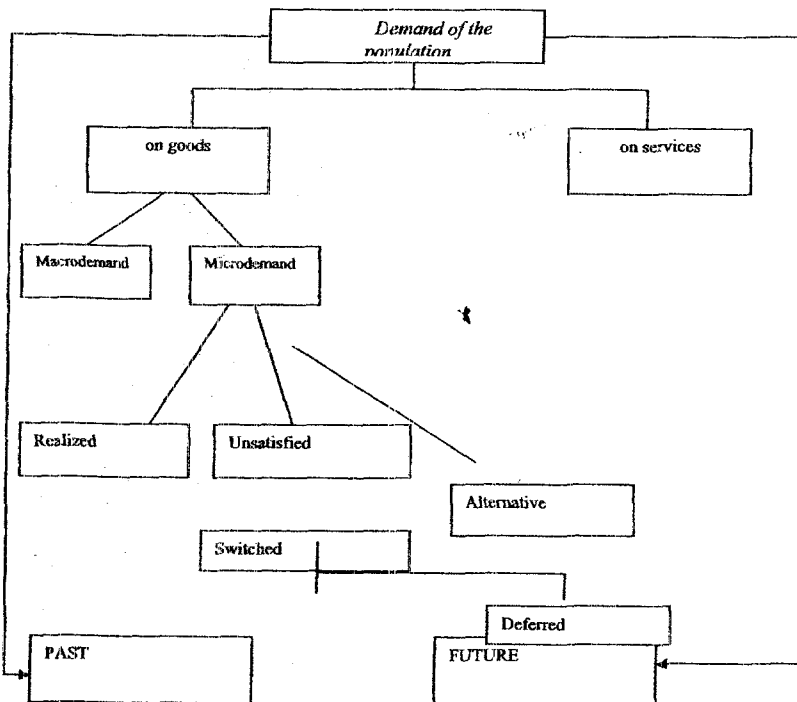 Demand of the
population
on goods
on services
Macrodemand
Microdemand
Realized
Unsatisfied
Alternative
Switched
Deferred
PAST
FUTURE